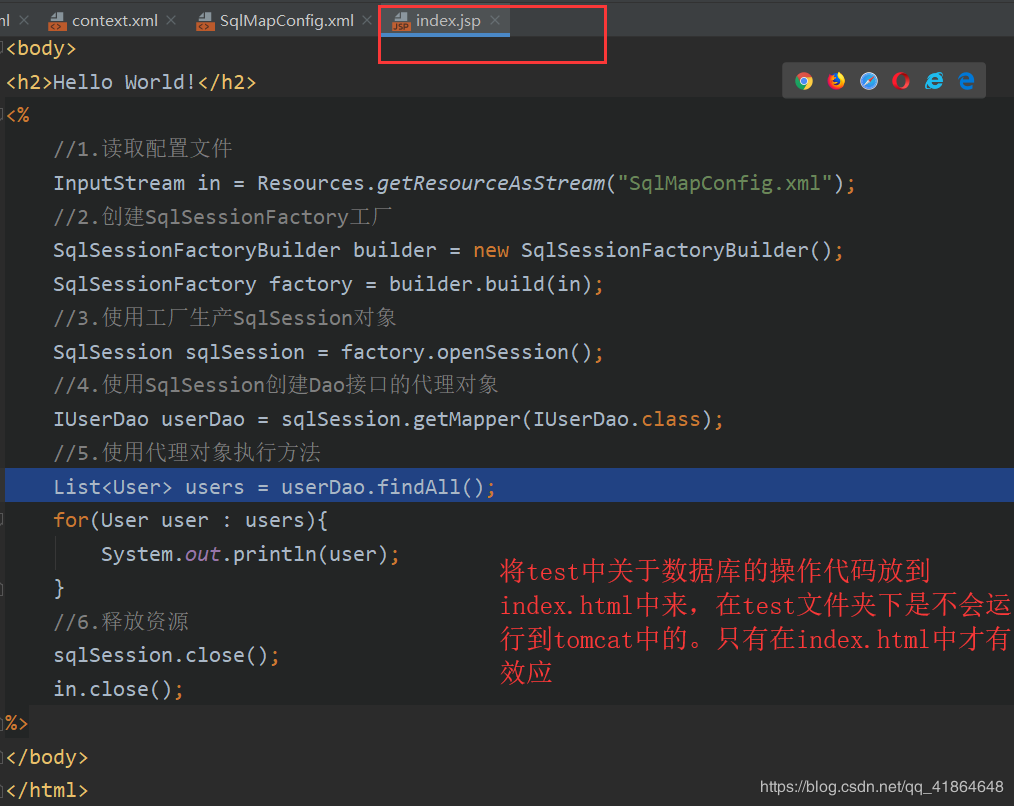 ml context.xml SqlMapConfig.xml index.jsp
<body>
<h2>Hello World!</h2>
<%
//1.读取配置文件
InputStream in = Resources.getResourceAsStream("SqlMapConfig.xml");
//2.创建SqlSessionFactory工厂
SqlSessionFactoryBuilder builder = new SqlSessionFactoryBuilder();
SqlSessionFactory factory = builder.build(in);
//3.使用工厂生产SqlSession对象
SqlSession sqlSession = factory.openSession();
//4.使用SqlSession创建Dao接口的代理对象
IUserDao userDao = sqlSession.getMapper(IUserDao.class);
//5.使用代理对象执行方法
List<User> users = userDao.findAll();
for(User user : users){
System.out.println(user);
}
//6.释放资源
sqlSession.close();
in.close();
%>
</body>
</html>
将test中关于数据库的操作代码放到
index.html中来，在test文件夹下是不会运
行到tomcat中的。只有在index.html中才有
效应
https://blog.csdn.net/qq_41864648